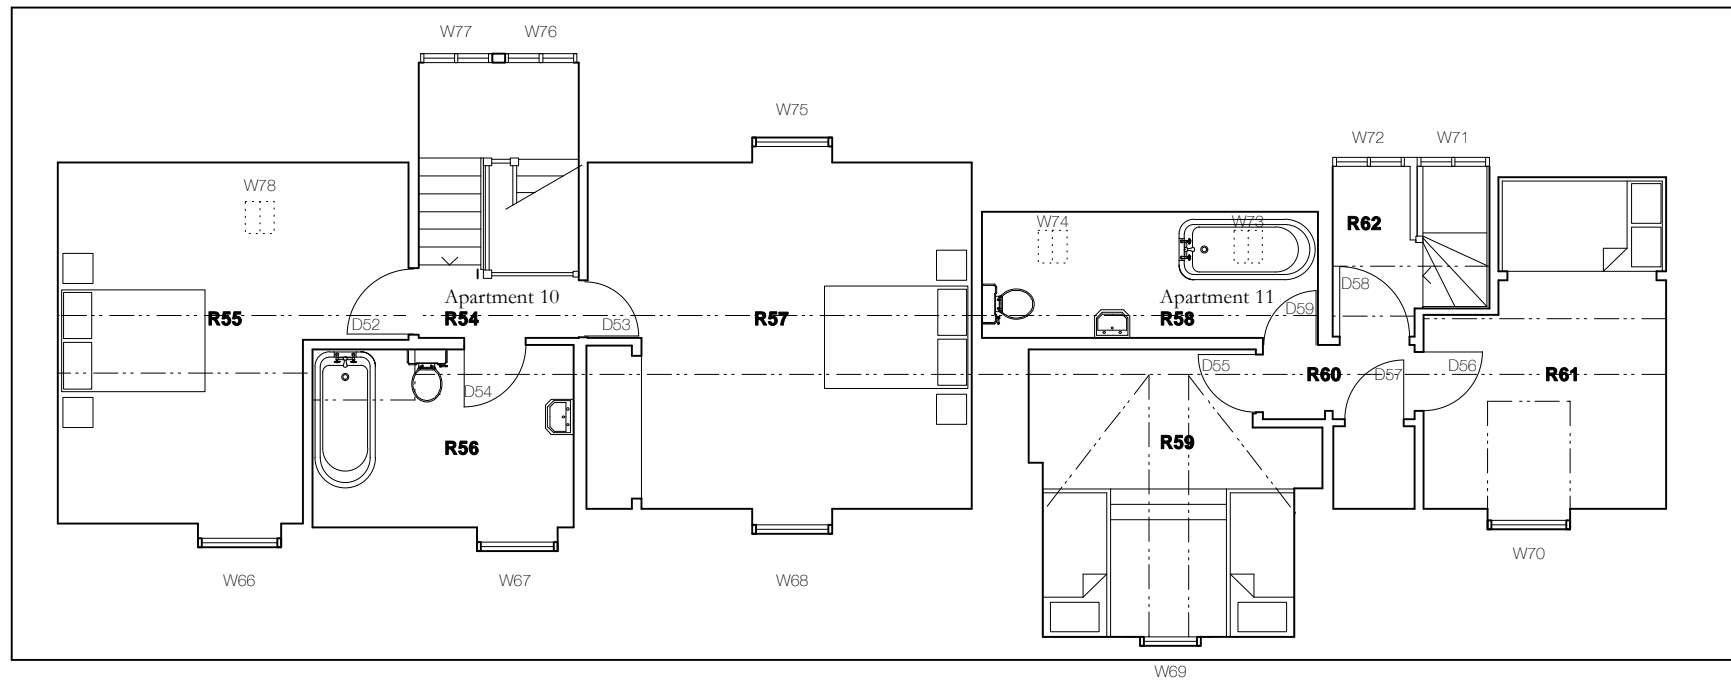 W77 W76
W75
W72 W71
W78
W74 W73
R62
D58
Apartment 10
Apartment 11
D59
R55 D52 R54 D53 R57 R58
D55 R60 D57 D56 R61
D54
R56
R59
W70
W66 W67 W68
W69